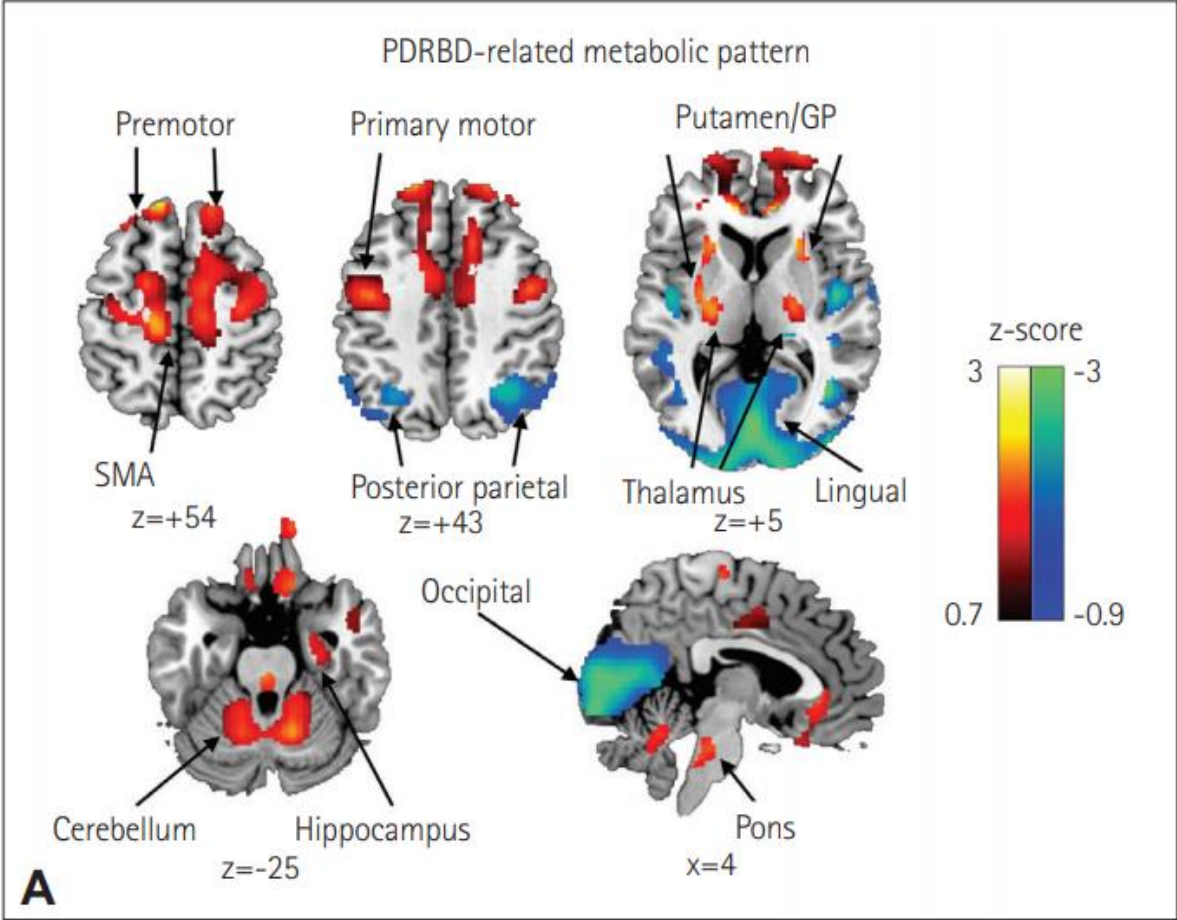 PDRBD-related metabolic pattern
Premotor
Primary motor
Putamen/GP
SMA
z=+54
Posterior parietal
z=+43
Thalamus
Lingual
z=+5
z-score
3
-3
0.7
-0.9
Occipital
Cerebellum
Hippocampus
z=-25
Pons
x=4
A